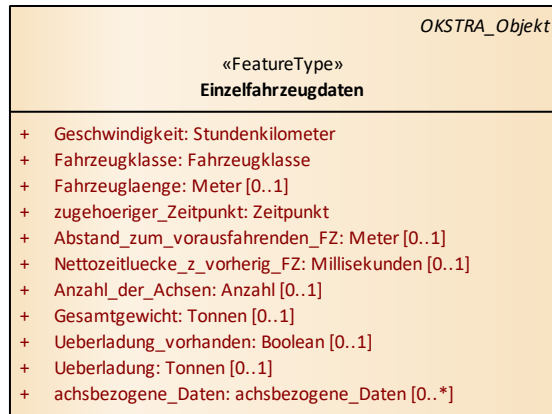 OKSTRA_Objekt
«FeatureType»
Einzelfahrzeugdaten
+ Geschwindigkeit: Stundenkilometer
+ Fahrzeugklasse: Fahrzeugklasse
+ Fahrzeuglaenge: Meter [0..1]
+ zugehoeriger_Zeitpunkt: Zeitpunkt
+ Abstand_zum_vorausfahrenden_FZ: Meter [0..1]
+ Nettozeitluecke_z_vorherig_FZ: Millisekunden [0..1]
+ Anzahl_der_Achsen: Anzahl [0..1]
+ Gesamtgewicht: Tonnen [0..1]
+ Ueberladung_vorhanden: Boolean [0..1]
+ Ueberladung: Tonnen [0..1]
+ achsbezogene_Daten: achsbezogene_Daten [0..*]